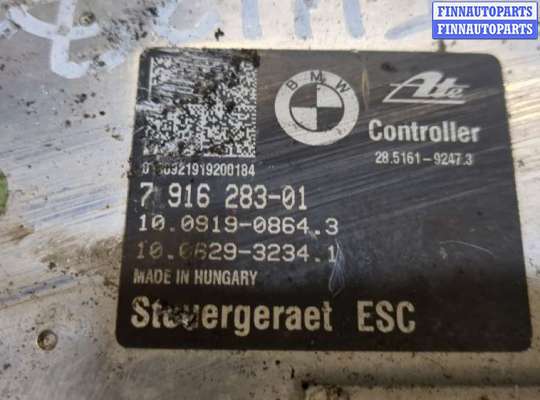 FINNAUTOPARTS
FINNAUTOPARTS
BMW
Ate
Controller
28.5161-9247.3
7 916 283-01
10.0919-0864.3
10.0629-3234.1
MADE IN HUNGARY
Steuergeraet ESC